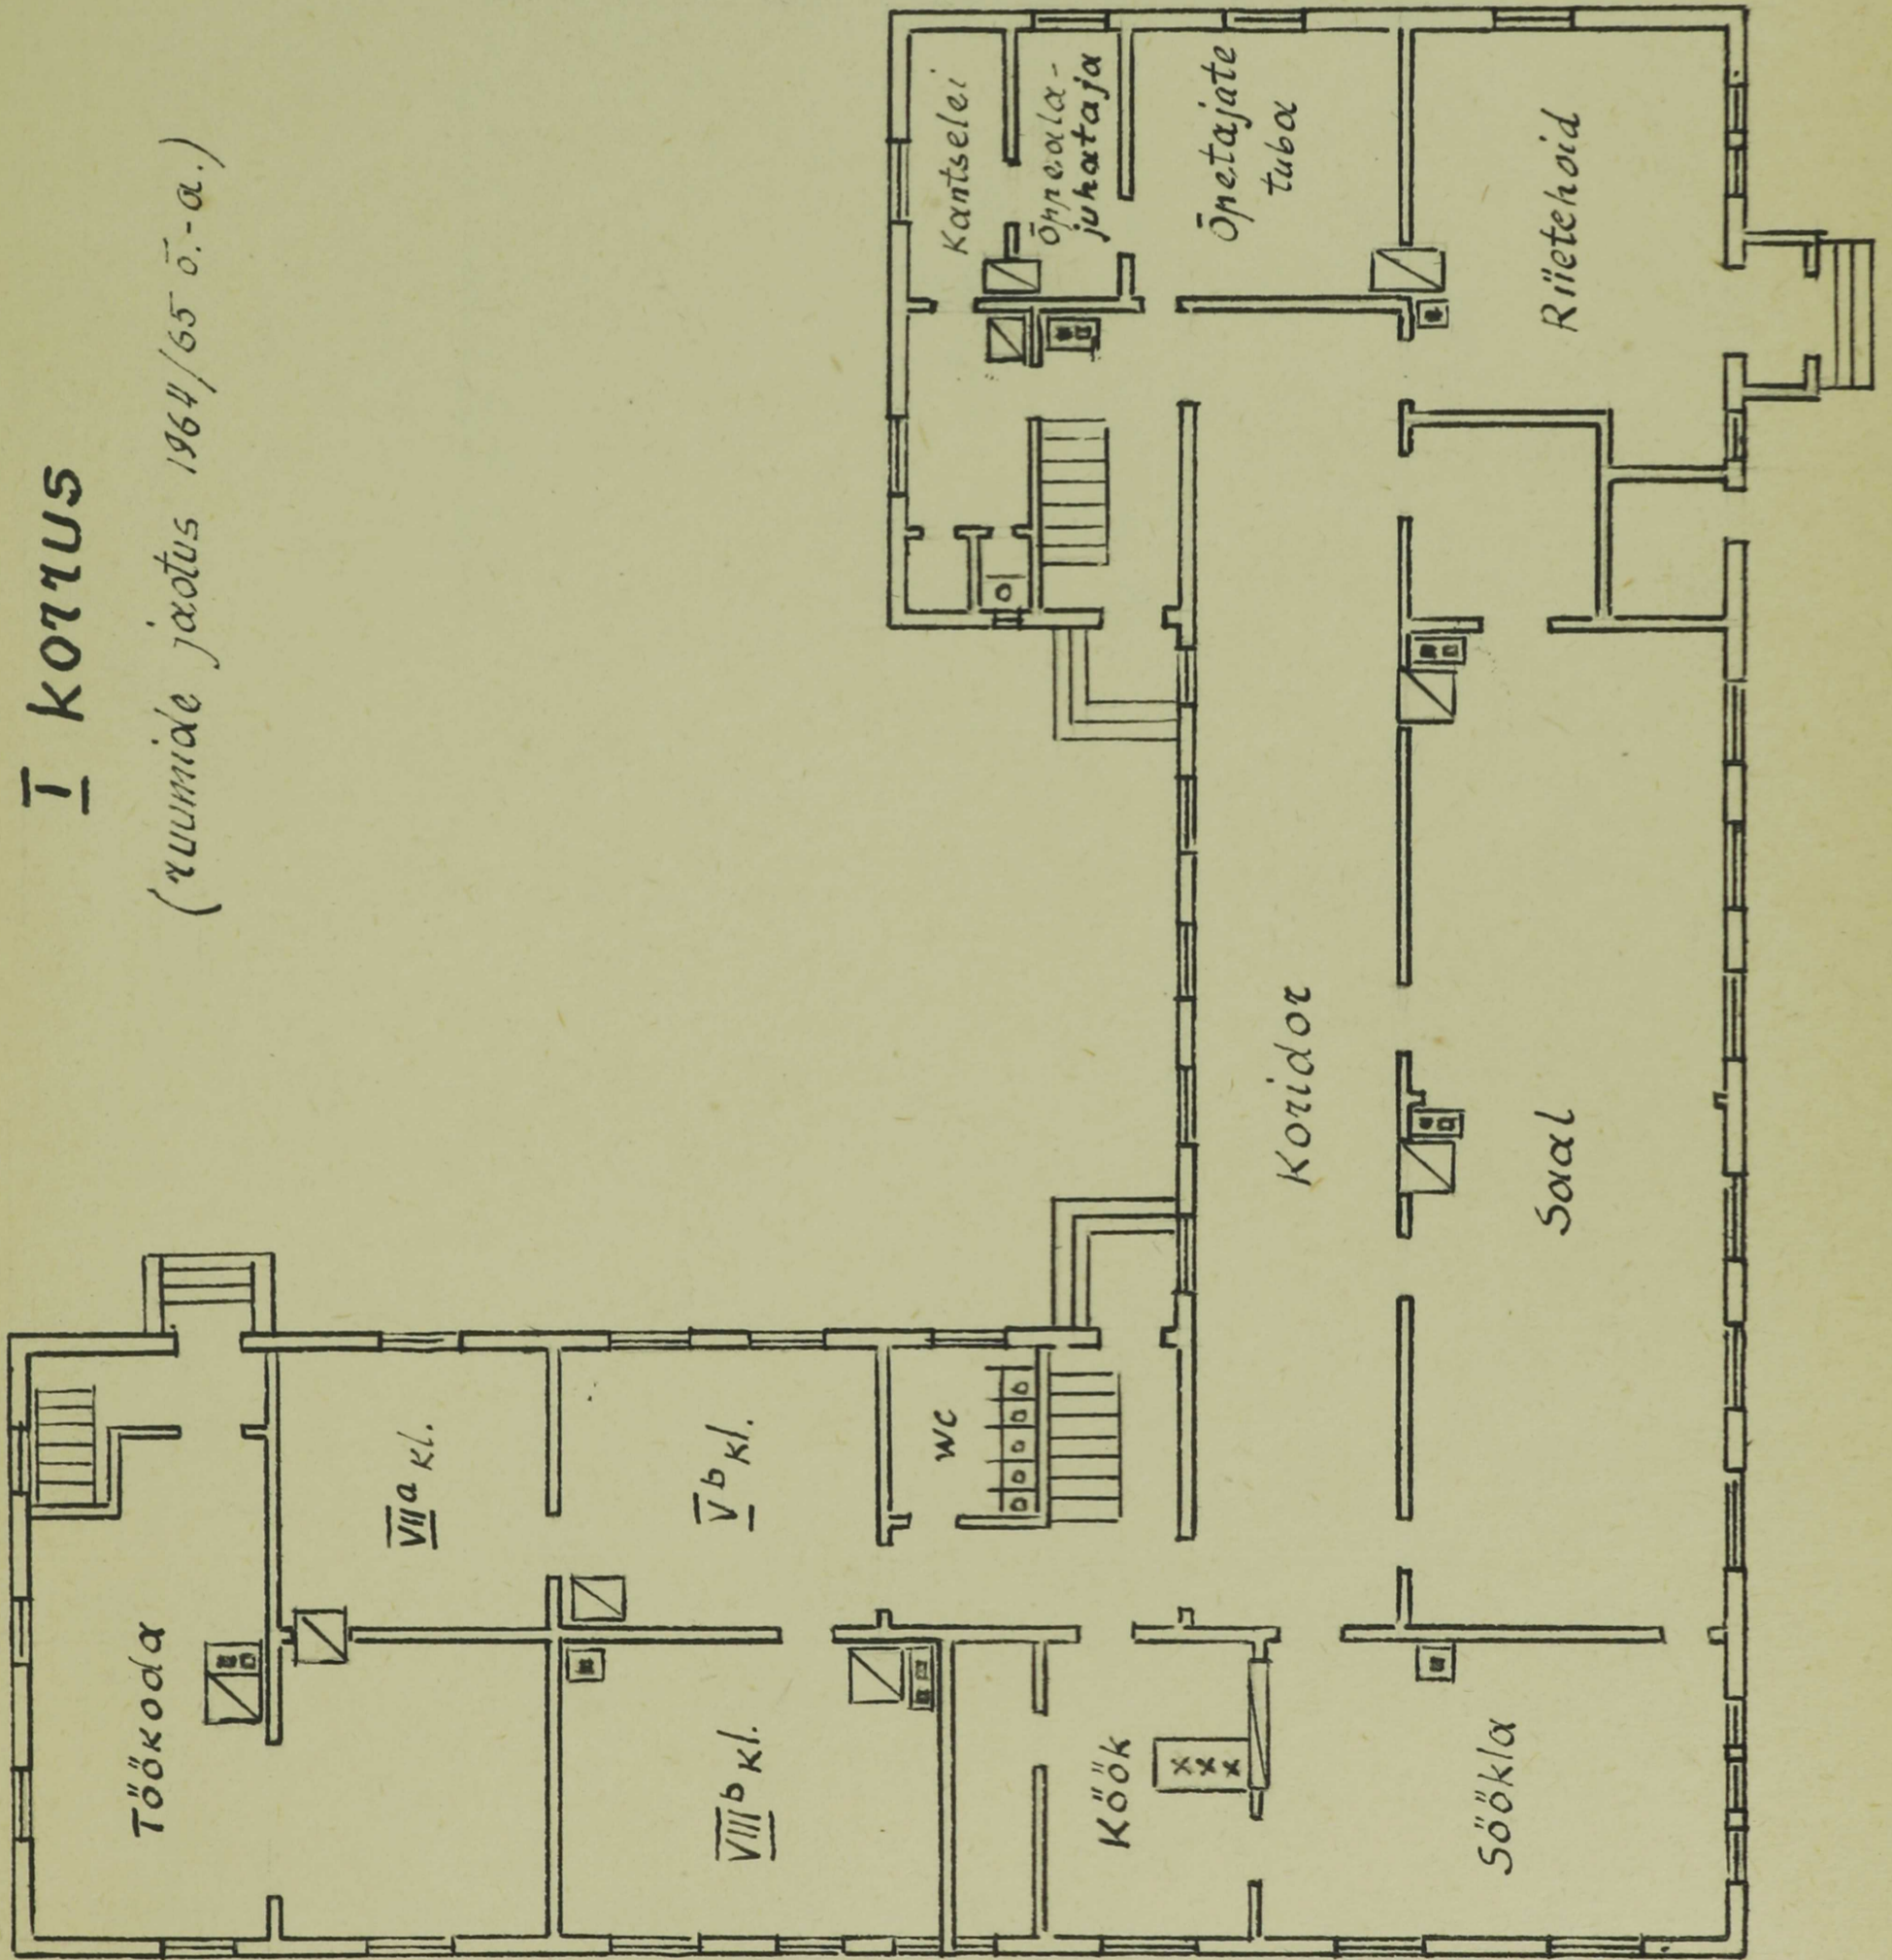 I korrus
(ruumide jaotus 1964/65 õ.-a.)
Töökoda
VIIa kl.
Vb kl.
VIIIb kl.
WC
Köök
Söökla
Koridor
Saal
Kantselei
Õppeala-
juhataja
Õpetajate
tuba
Riietehoid